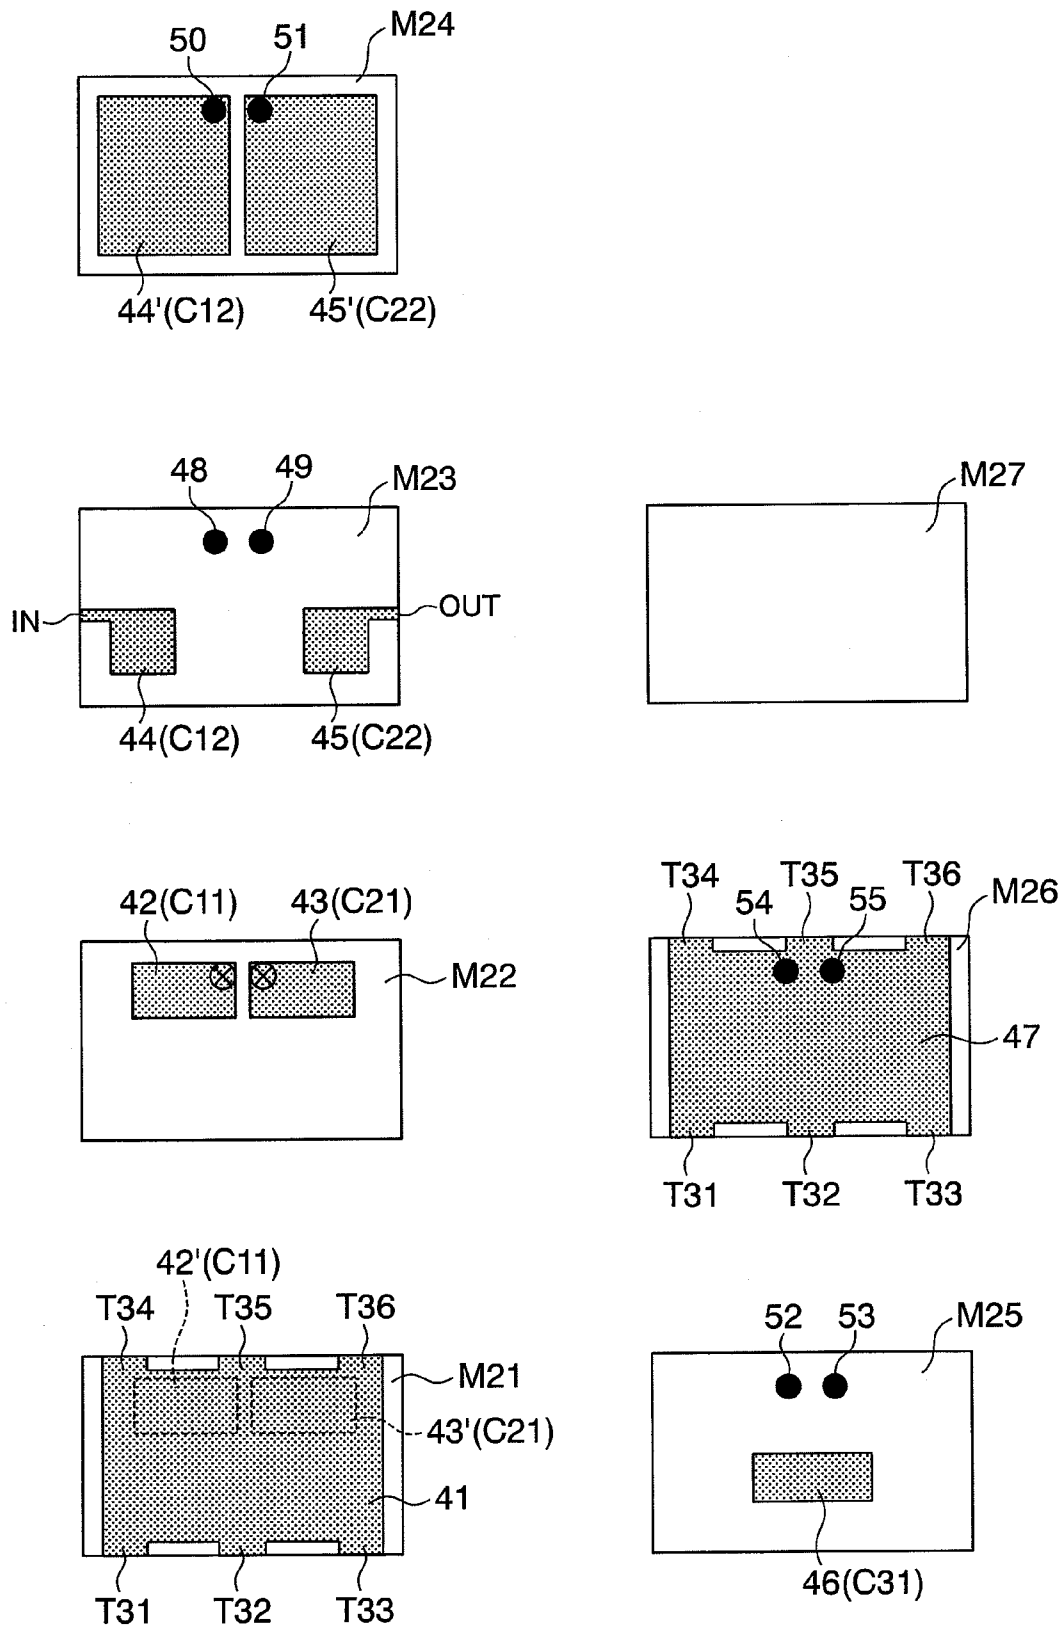 50 51 M24
44'(C12) 45'(C22)
48 49 M23
IN OUT
44(C12) 45(C22)
M27
42(C11) 43(C21)
M22
T34 T35 T36
54 55 M26
47
T31 T32 T33
42'(C11)
T34 T35 T36
M21
43'(C21)
41
T31 T32 T33
52 53 M25
46(C31)